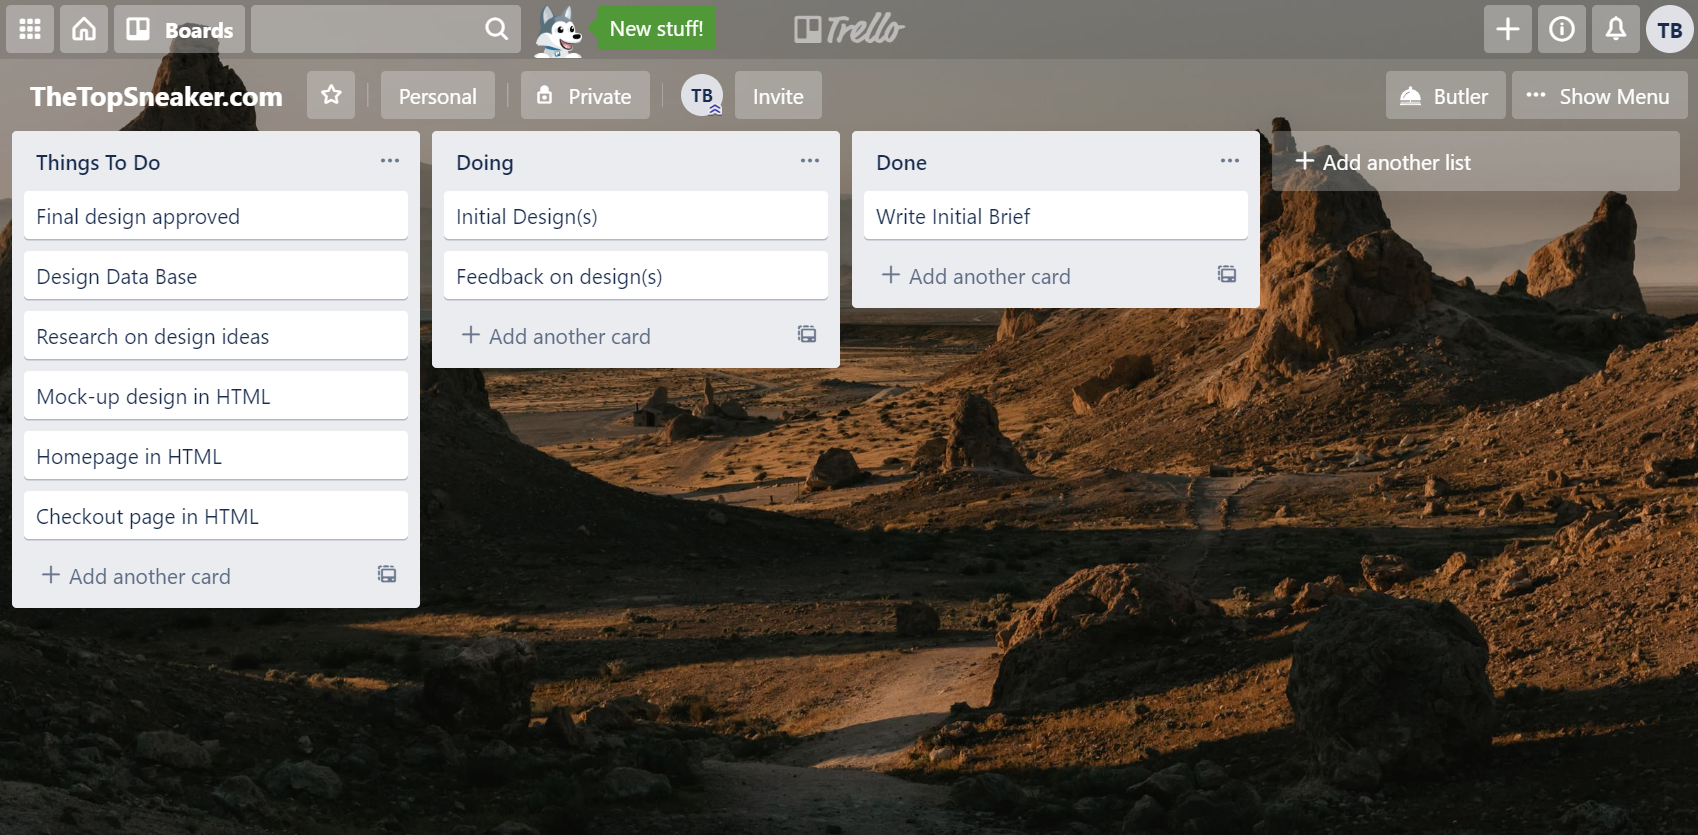 Boards
New stuff!
Trello
TB
TheTopSneaker.com
Personal
Private
TB
Invite
Butler
Show Menu
Things To Do
Final design approved
Design Data Base
Research on design ideas
Mock-up design in HTML
Homepage in HTML
Checkout page in HTML
Add another card
Doing
Initial Design(s)
Feedback on design(s)
Add another card
Done
Write Initial Brief
Add another card
Add another list